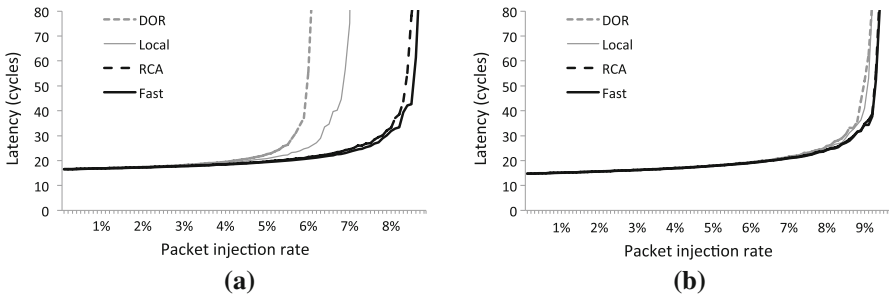 80
70
60
50
40
30
20
10
0
Latency (cycles)
DOR
Local
RCA
Fast
1% 2% 3% 4% 5% 6% 7% 8%
Packet injection rate
(a)
80
70
60
50
40
30
20
10
0
Latency (cycles)
DOR
Local
RCA
Fast
1% 2% 3% 4% 5% 6% 7% 8% 9%
Packet injection rate
(b)